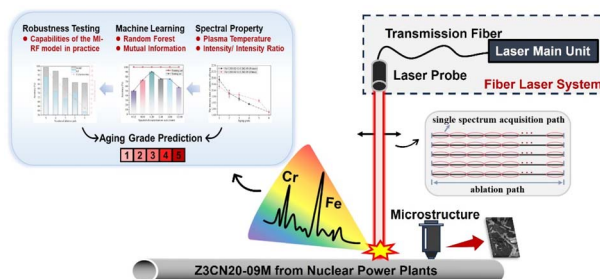 Robustness Testing
Capabilities of the MI-
RF model in practice
Machine Learning
Random Forest
Mutual Information
Spectral Property
Plasma Temperature
Intensity/ Intensity Ratio
Aging Grade Prediction
1 2 3 4 5
Transmission Fiber
Laser Main Unit
Laser Probe
Fiber Laser System
single spectrum acquisition path
ablation path
Cr
Fe
Microstructure
Z3CN20-09M from Nuclear Power Plants